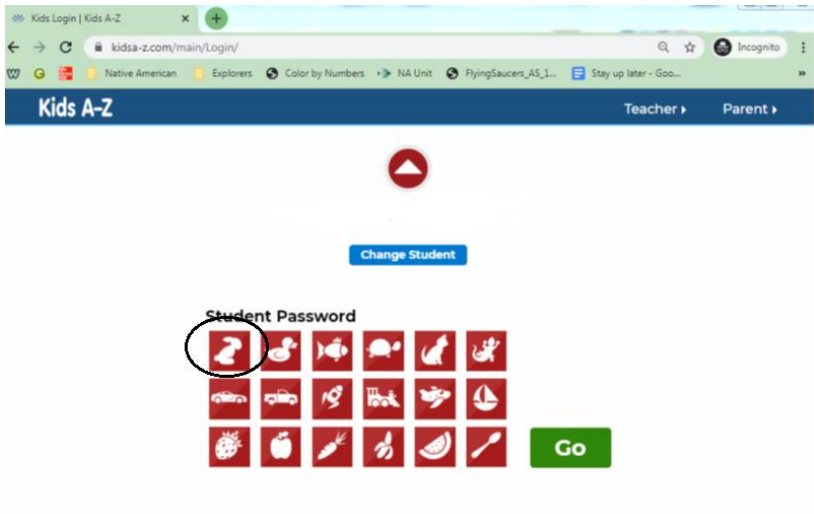 Kids Login | Kids A-Z
kidsa-z.com/main/Login/
Incognito
Native American
Explorers
Color by Numbers
NA Unit
FlyingSaucers_AS_1...
Stay up later - Goo...
Kids A-Z
Teacher
Parent
Change Student
Student Password
Go